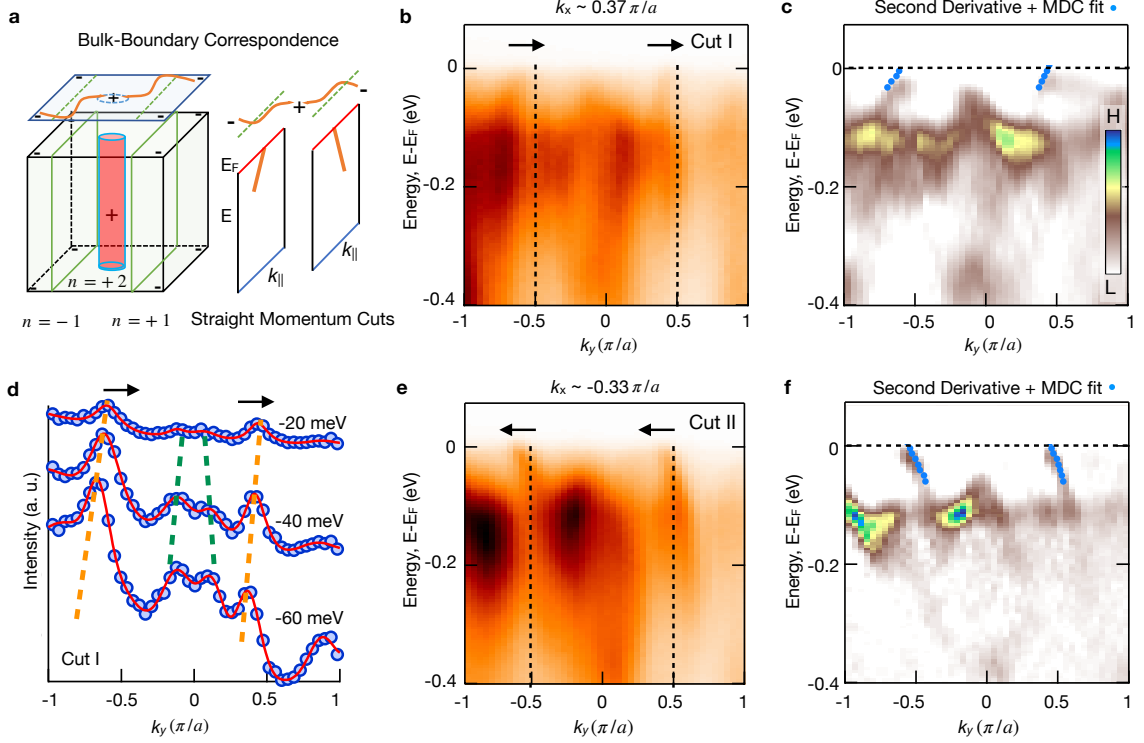 a
Bulk-Boundary Correspondence
- + -
- -
E_F
E
k_∥
k_∥
+
n = +2
n = -1
n = +1
Straight Momentum Cuts
b
k_x ~ 0.37 π/a
Cut I
Energy, E-E_F (eV)
0
-0.2
-0.4
-1 -0.5 0 0.5 1
k_y (π/a)
c
Second Derivative + MDC fit
Energy, E-E_F (eV)
0
-0.2
-0.4
H
L
-1 -0.5 0 0.5 1
k_y (π/a)
d
Intensity (a. u.)
-20 meV
-40 meV
-60 meV
Cut I
-1 -0.5 0 0.5 1
k_y (π/a)
e
k_x ~ -0.33 π/a
Cut II
Energy, E-E_F (eV)
0
-0.2
-0.4
-1 -0.5 0 0.5 1
k_y (π/a)
f
Second Derivative + MDC fit
Energy, E-E_F (eV)
0
-0.2
-0.4
-1 -0.5 0 0.5 1
k_y (π/a)